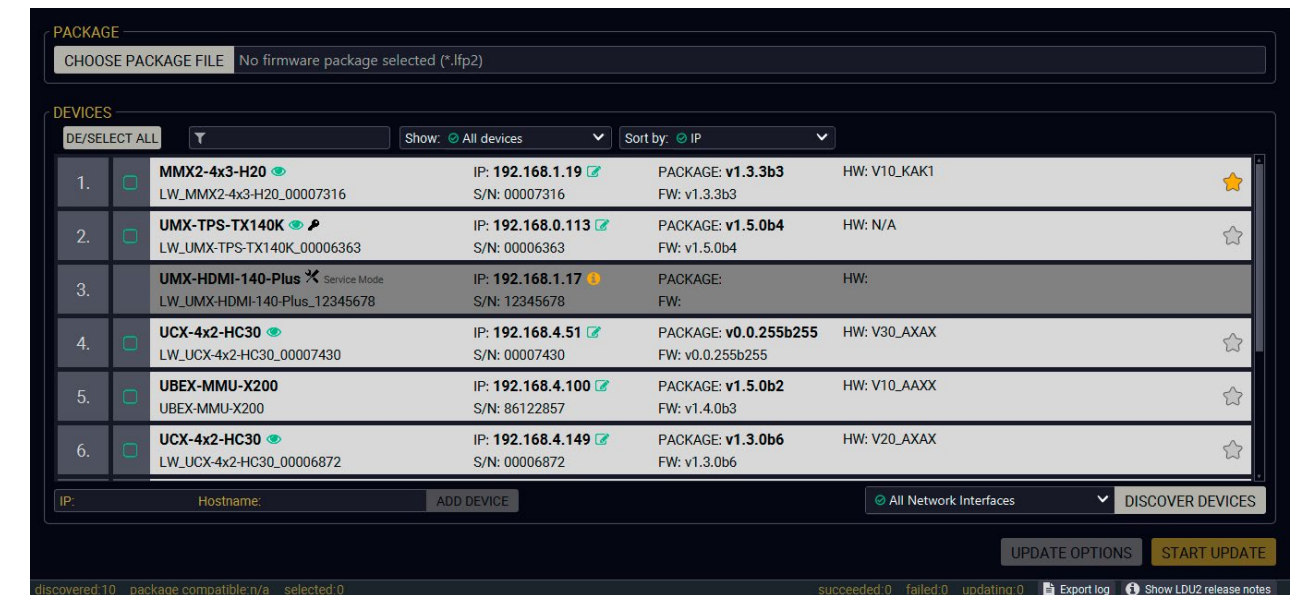 PACKAGE
CHOOSE PACKAGE FILE No firmware package selected (*.lfp2)
DEVICES
DE/SELECT ALL Show: All devices Sort by: IP
1. MMX2-4x3-H20 IP: 192.168.1.19 PACKAGE: v1.3.3b3 HW: V10_KAK1
LW_MMX2-4x3-H20_00007316 S/N: 00007316 FW: v1.3.3b3
2. UMX-TPS-TX140K IP: 192.168.0.113 PACKAGE: v1.5.0b4 HW: N/A
LW_UMX-TPS-TX140K_00006363 S/N: 00006363 FW: v1.5.0b4
3. UMX-HDMI-140-Plus Service Mode IP: 192.168.1.17 PACKAGE: HW:
LW_UMX-HDMI-140-Plus_12345678 S/N: 12345678 FW:
4. UCX-4x2-HC30 IP: 192.168.4.51 PACKAGE: v0.0.255b255 HW: V30_AXAX
LW_UCX-4x2-HC30_00007430 S/N: 00007430 FW: v0.0.255b255
5. UBEX-MMU-X200 IP: 192.168.4.100 PACKAGE: v1.5.0b2 HW: V10_AAXX
UBEX-MMU-X200 S/N: 86122857 FW: v1.4.0b3
6. UCX-4x2-HC30 IP: 192.168.4.149 PACKAGE: v1.3.0b6 HW: V20_AXAX
LW_UCX-4x2-HC30_00006872 S/N: 00006872 FW: v1.3.0b6
IP: Hostname: ADD DEVICE All Network Interfaces DISCOVER DEVICES
UPDATE OPTIONS START UPDATE
discovered:10 package compatible:n/a selected:0 succeeded:0 failed:0 updating:0 Export log Show LDU2 release notes